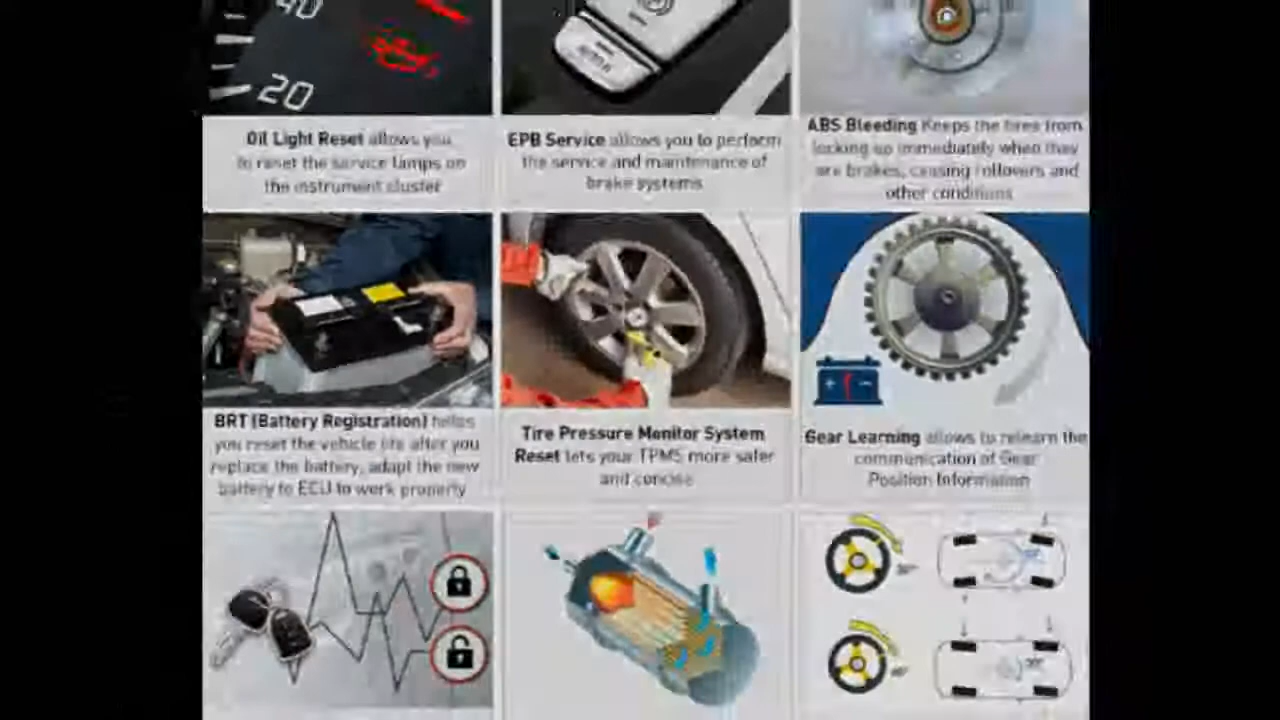 40
20
Oil Light Reset allows you
to reset the service lamps on
the instrument cluster
EPB Service allows you to perform
the service and maintenance of
brake systems
ABS Bleeding Keeps the tires from
locking up immediately when they
are brakes, causing rollovers and
other conditions
BRT (Battery Registration) helps
you reset the vehicle life after you
replace the battery, adapt the new
battery to ECU to work properly
Tire Pressure Monitor System
Reset lets your TPMS more safer
and concise
Gear Learning allows to relearn the
communication of Gear
Position Information